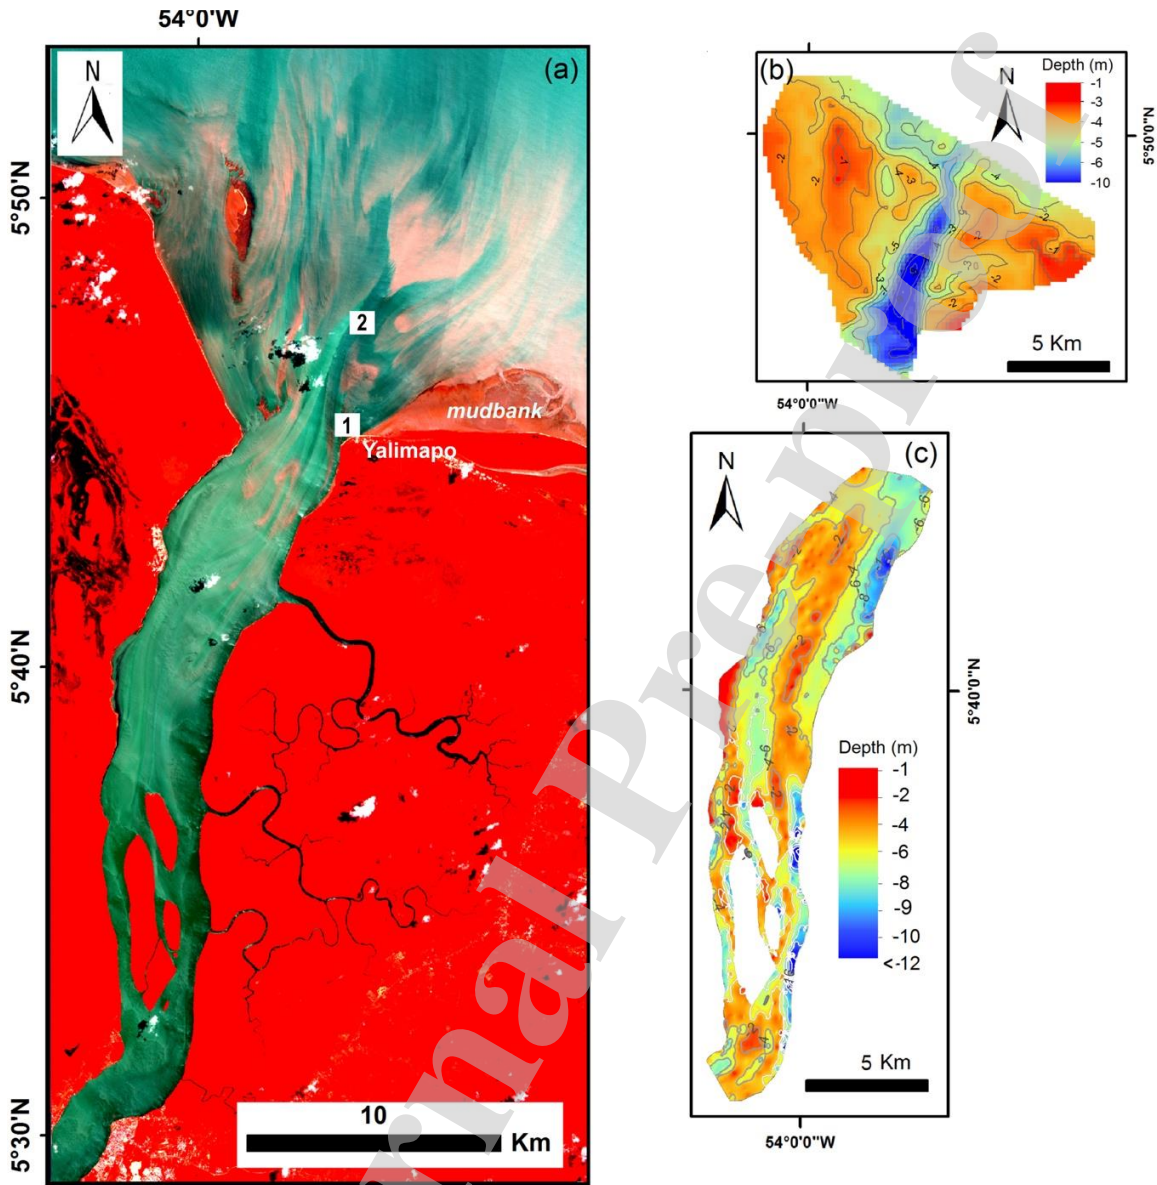 54°0'W
(a)
N
5°50'N
5°40'N
5°30'N
2
1
mudbank
Yalimapo
10
Km
(b)
N
Depth (m)
-1
-3
-4
-5
-6
-10
5°50'0"N
5 Km
54°0'0"W
(c)
N
5°40'0"N
Depth (m)
-1
-2
-4
-6
-8
-9
-10
<-12
5 Km
54°0'0"W
Journal Pre-proof